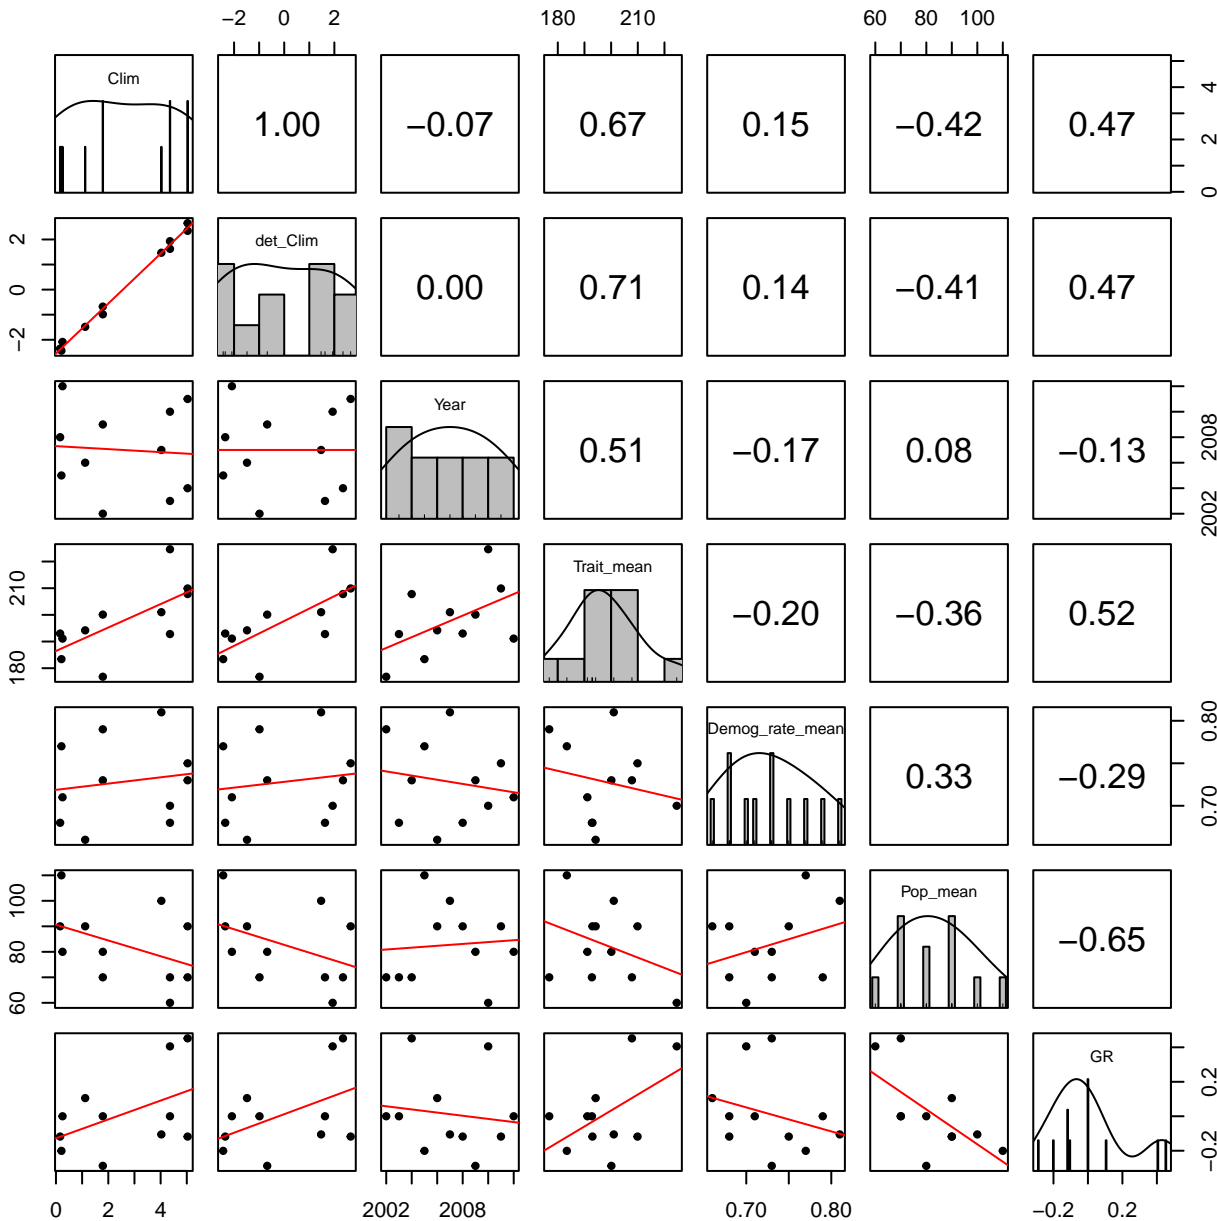 −2 0 2 180 210 60 80 100
Clim 1.00 −0.07 0.67 0.15 −0.42 0.47 0 2 4
−2 0 2 det_Clim 0.00 0.71 0.14 −0.41 0.47
Year 0.51 −0.17 0.08 −0.13 2002 2008
180 210 Trait_mean −0.20 −0.36 0.52
Demog_rate_mean 0.33 −0.29 0.70 0.80
60 80 100 Pop_mean −0.65
GR −0.2 0.2
0 2 4 2002 2008 0.70 0.80 −0.2 0.2